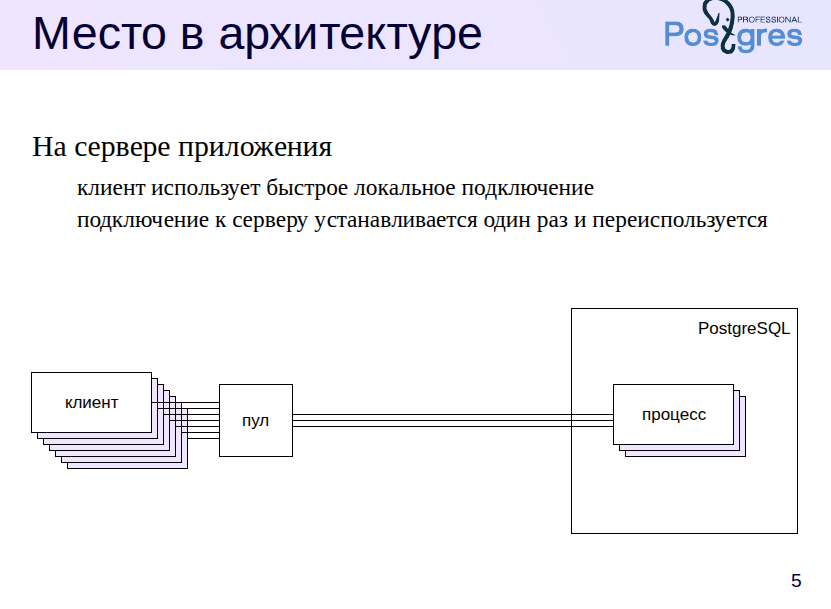 Место в архитектуре
PROFESSIONAL
Postgres
На сервере приложения
клиент использует быстрое локальное подключение
подключение к серверу устанавливается один раз и переиспользуется
PostgreSQL
клиент
пул
процесс
5